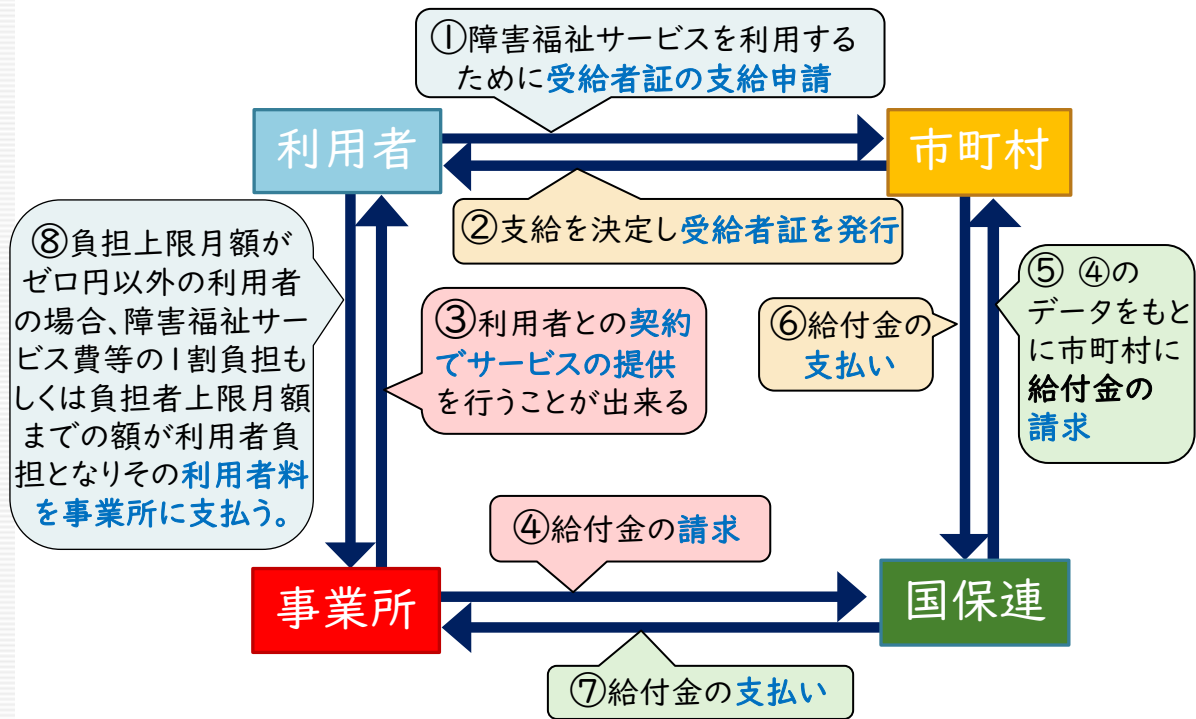 ①障害福祉サービスを利用する
ために受給者証の支給申請
利用者
市町村
②支給を決定し受給者証を発行
⑧負担上限月額が
ゼロ円以外の利用者
の場合、障害福祉サー
ビス費等の1割負担も
しくは負担者上限月額
までの額が利用者負
担となりその利用者料
を事業所に支払う。
③利用者との契約
でサービスの提供
を行うことが出来る
⑥給付金の
支払い
⑤ ④の
データをもと
に市町村に
給付金の
請求
④給付金の請求
事業所
国保連
⑦給付金の支払い